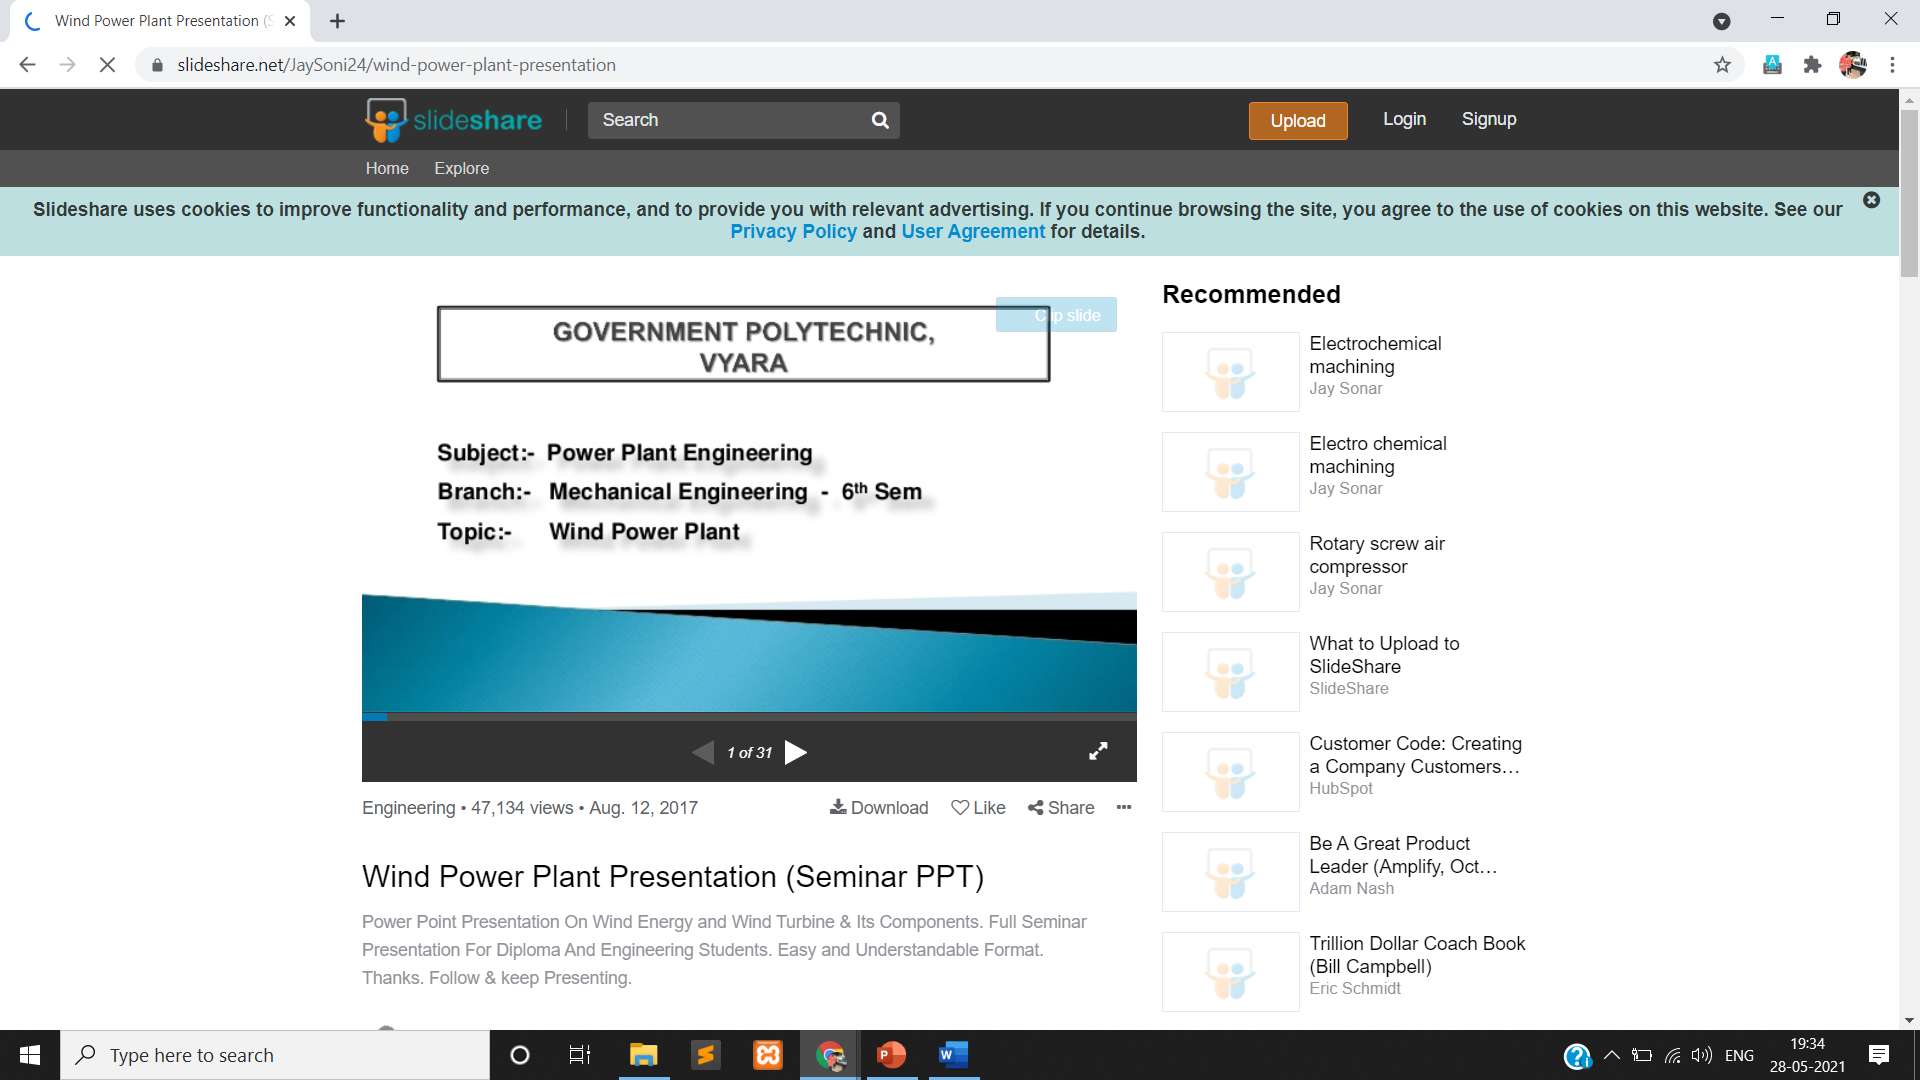 Wind Power Plant Presentation (S
slideshare.net/JaySoni24/wind-power-plant-presentation
slideshare
Search
Upload
Login
Signup
Home
Explore
Slideshare uses cookies to improve functionality and performance, and to provide you with relevant advertising. If you continue browsing the site, you agree to the use of cookies on this website. See our
Privacy Policy and User Agreement for details.
Clip slide
GOVERNMENT POLYTECHNIC,
VYARA
Subject:- Power Plant Engineering
Branch:- Mechanical Engineering - 6th Sem
Topic:- Wind Power Plant
1 of 31
Engineering • 47,134 views • Aug. 12, 2017
Download
Like
Share
Wind Power Plant Presentation (Seminar PPT)
Power Point Presentation On Wind Energy and Wind Turbine & Its Components. Full Seminar
Presentation For Diploma And Engineering Students. Easy and Understandable Format.
Thanks. Follow & keep Presenting.
Recommended
Electrochemical
machining
Jay Sonar
Electro chemical
machining
Jay Sonar
Rotary screw air
compressor
Jay Sonar
What to Upload to
SlideShare
SlideShare
Customer Code: Creating
a Company Customers…
HubSpot
Be A Great Product
Leader (Amplify, Oct…
Adam Nash
Trillion Dollar Coach Book
(Bill Campbell)
Eric Schmidt
Type here to search
ENG
19:34
28-05-2021